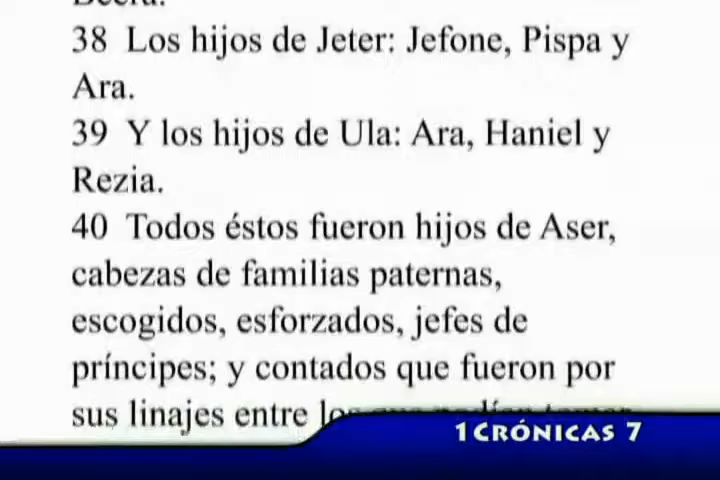 38 Los hijos de Jeter: Jefone, Pispa y
Ara.
39 Y los hijos de Ula: Ara, Haniel y
Rezia.
40 Todos éstos fueron hijos de Aser,
cabezas de familias paternas,
escogidos, esforzados, jefes de
príncipes; y contados que fueron por
sus linajes entre
1CRÓNICAS 7